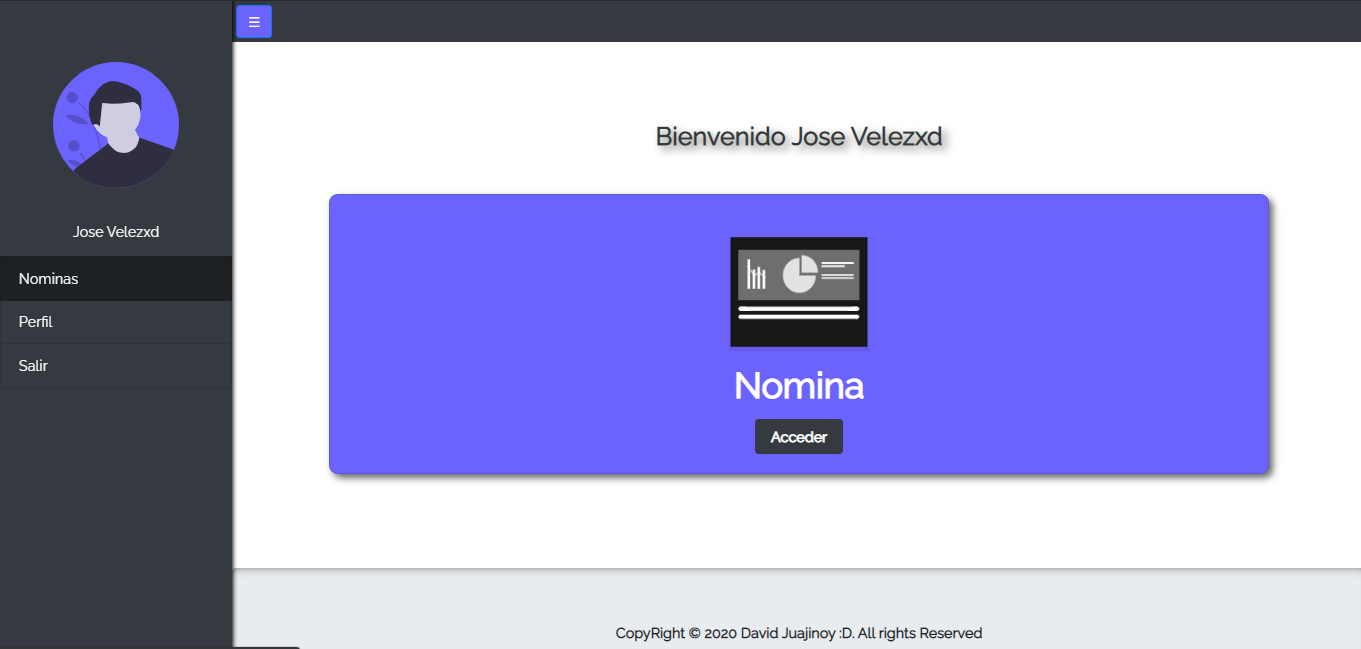 ☰
Jose Velezxd
Nominas
Perfil
Salir
Bienvenido Jose Velezxd
Nomina
Acceder
CopyRight © 2020 David Juajinoy :D. All rights Reserved